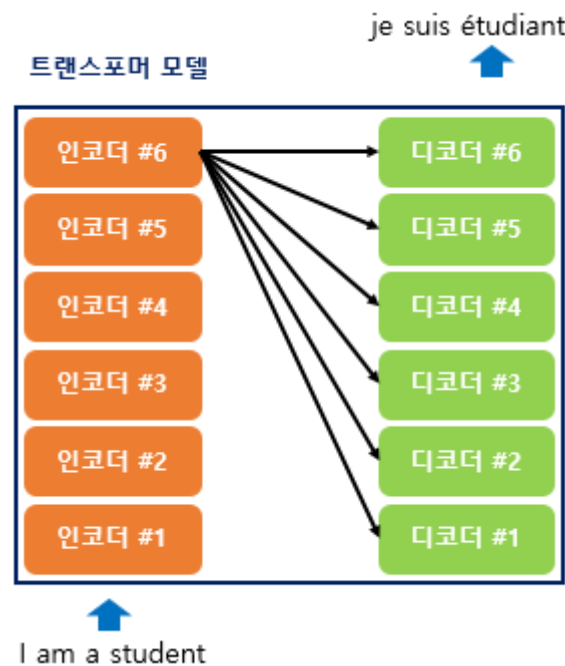 je suis étudiant
트랜스포머 모델
인코더 #6
디코더 #6
인코더 #5
디코더 #5
인코더 #4
디코더 #4
인코더 #3
디코더 #3
인코더 #2
디코더 #2
인코더 #1
디코더 #1
I am a student